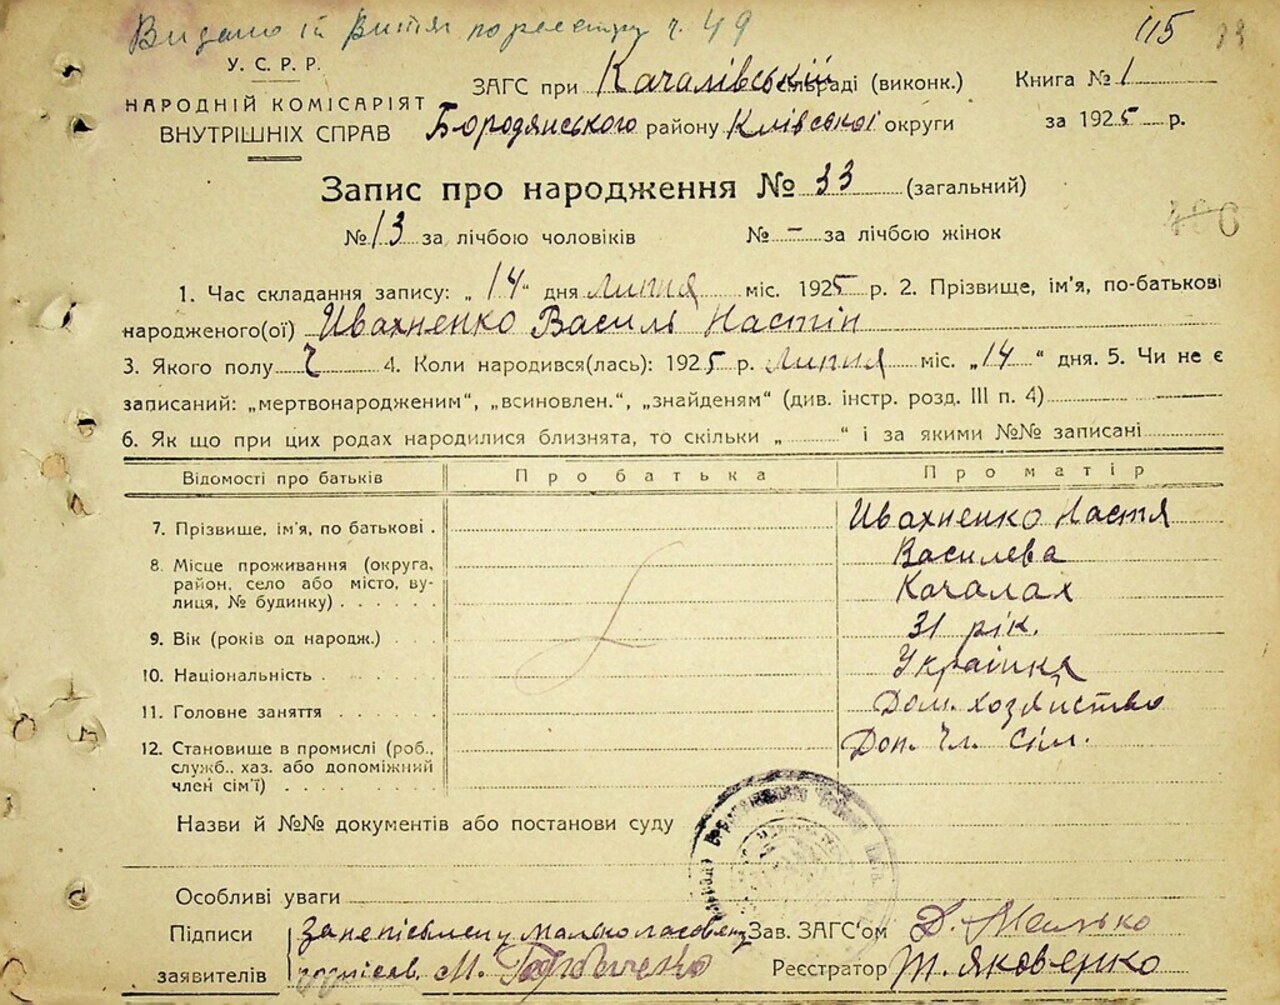 Видано їй Витяг по реєстру ч. 49
115
У. С. Р. Р.
НАРОДНІЙ КОМІСАРІЯТ
ВНУТРІШНІХ СПРАВ
ЗАГС при Качалівській сільраді (виконк.)
Книга № 1
Бородянського району Київської округи
за 1925 р.
Запис про народження № 33 (загальний)
№ 13 за лічбою чоловіків № – за лічбою жінок
1. Час складання запису: „14“ дня липня міс. 1925 р. 2. Прізвище, ім'я, по-батькові
народженого(ої) Ивахненко Василь Настін
3. Якого полу Ч 4. Коли народився(лась): 1925 р. липня міс. „14“ дня. 5. Чи не є
записаний: „мертвонародженим“, „всиновлен.“, „знайденям“ (див. інстр. розд. III п. 4)
6. Як що при цих родах народилися близнята, то скільки „ “ і за якими №№ записані
Відомості про батьків Про батька Про матір
7. Прізвище, ім'я, по батькові . Ивахненко Настя
Василева
8. Місце проживання (округа,
район, село або місто, ву-
лиця, № будинку) . . . . . . Качалах
9. Вік (років од народж.) . . . 31 рік.
10. Національність . . . . . . Українка
11. Головне заняття . . . . . . Дом. хозяйство
12. Становище в промислі (роб.,
служб., хаз. або допоміжний
член сім'ї) . . . . . . . . Доп. Чл. сім.
Назви й №№ документів або постанови суду
Особливі уваги
Підписи
заявителів
За неписьмену
М.
Зав. ЗАГС'ом
Реєстратор Т. Яковенко